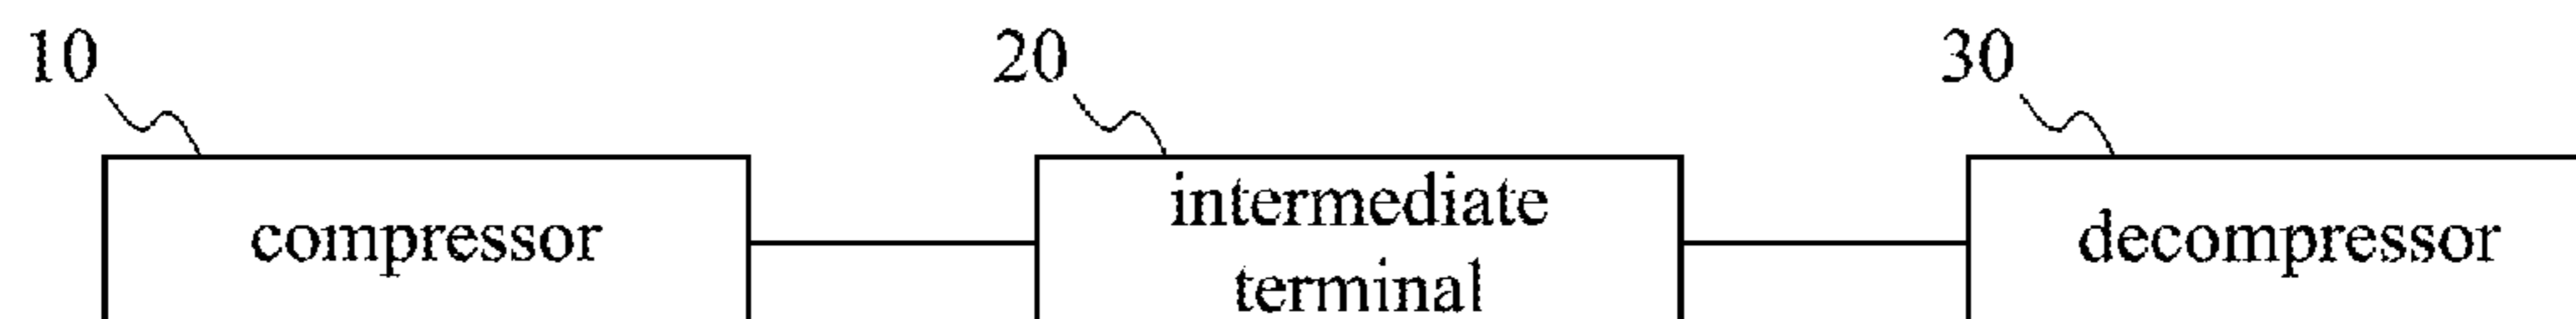 10
20
30
compressor
intermediate
terminal
decompressor